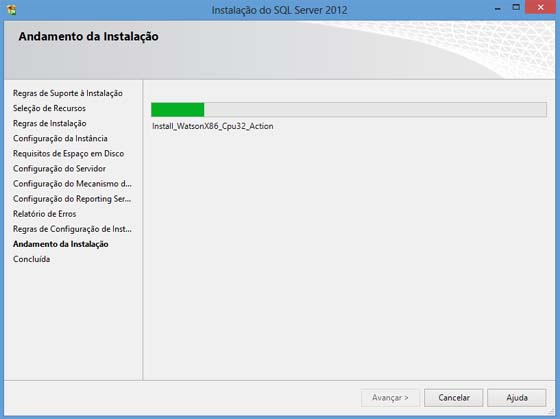 Instalação do SQL Server 2012
Andamento da Instalação
Regras de Suporte à Instalação
Seleção de Recursos
Regras de Instalação
Configuração da Instância
Requisitos de Espaço em Disco
Configuração do Servidor
Configuração do Mecanismo d...
Configuração do Reporting Ser...
Relatório de Erros
Regras de Configuração de Inst...
Andamento da Instalação
Concluída
Install_WatsonX86_Cpu32_Action
Avançar >
Cancelar
Ajuda